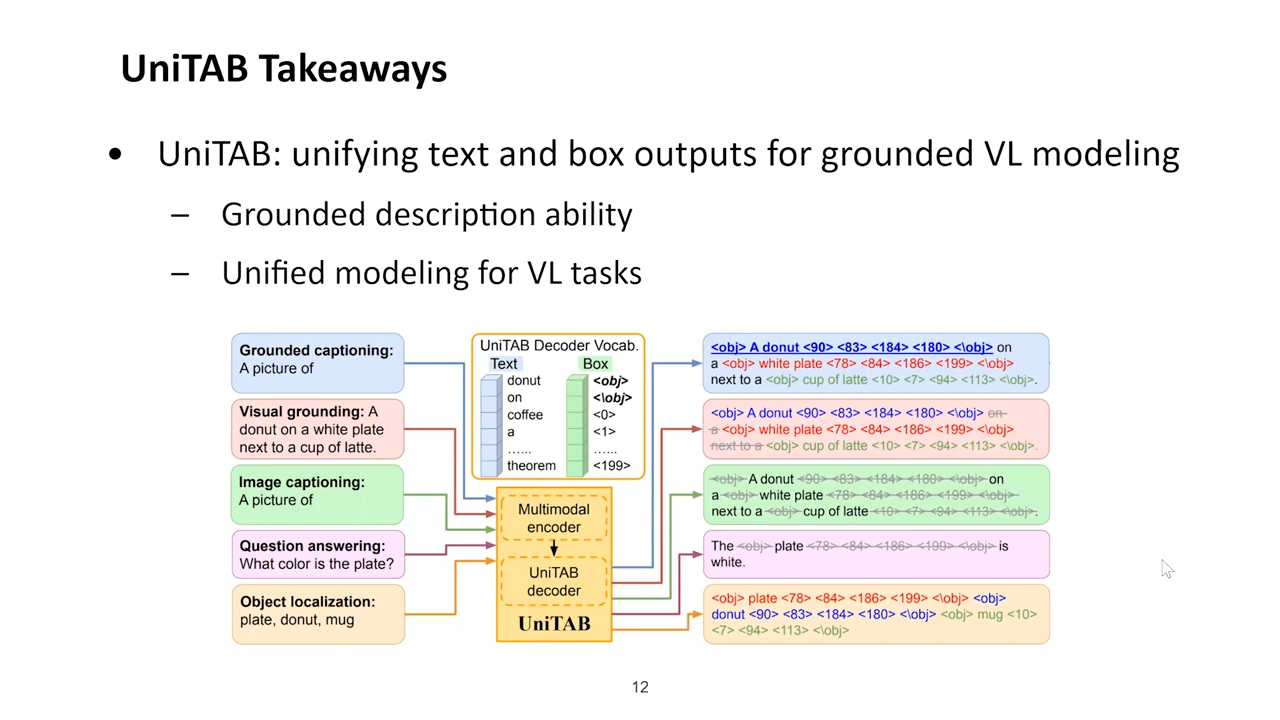 UniTAB Takeaways
• UniTAB: unifying text and box outputs for grounded VL modeling
– Grounded description ability
– Unified modeling for VL tasks
Grounded captioning:
A picture of
Visual grounding: A
donut on a white plate
next to a cup of latte.
Image captioning:
A picture of
Question answering:
What color is the plate?
Object localization:
plate, donut, mug
UniTAB Decoder Vocab.
Text Box
donut <obj>
on <\obj>
coffee <0>
a <1>
…... …...
theorem <199>
Multimodal
encoder
UniTAB
decoder
UniTAB
<obj> A donut <90> <83> <184> <180> <\obj> on
a <obj> white plate <78> <84> <186> <199> <\obj>
next to a <obj> cup of latte <10> <7> <94> <113> <\obj>.
<obj> A donut <90> <83> <184> <180> <\obj> on
a <obj> white plate <78> <84> <186> <199> <\obj>
next to a <obj> cup of latte <10> <7> <94> <113> <\obj>.
<obj> A donut <90> <83> <184> <180> <\obj> on
a <obj> white plate <78> <84> <186> <199> <\obj>
next to a <obj> cup of latte <10> <7> <94> <113> <\obj>.
The <obj> plate <78> <84> <186> <199> <\obj> is
white.
<obj> plate <78> <84> <186> <199> <\obj> <obj>
donut <90> <83> <184> <180> <\obj> <obj> mug <10>
<7> <94> <113> <\obj>
12